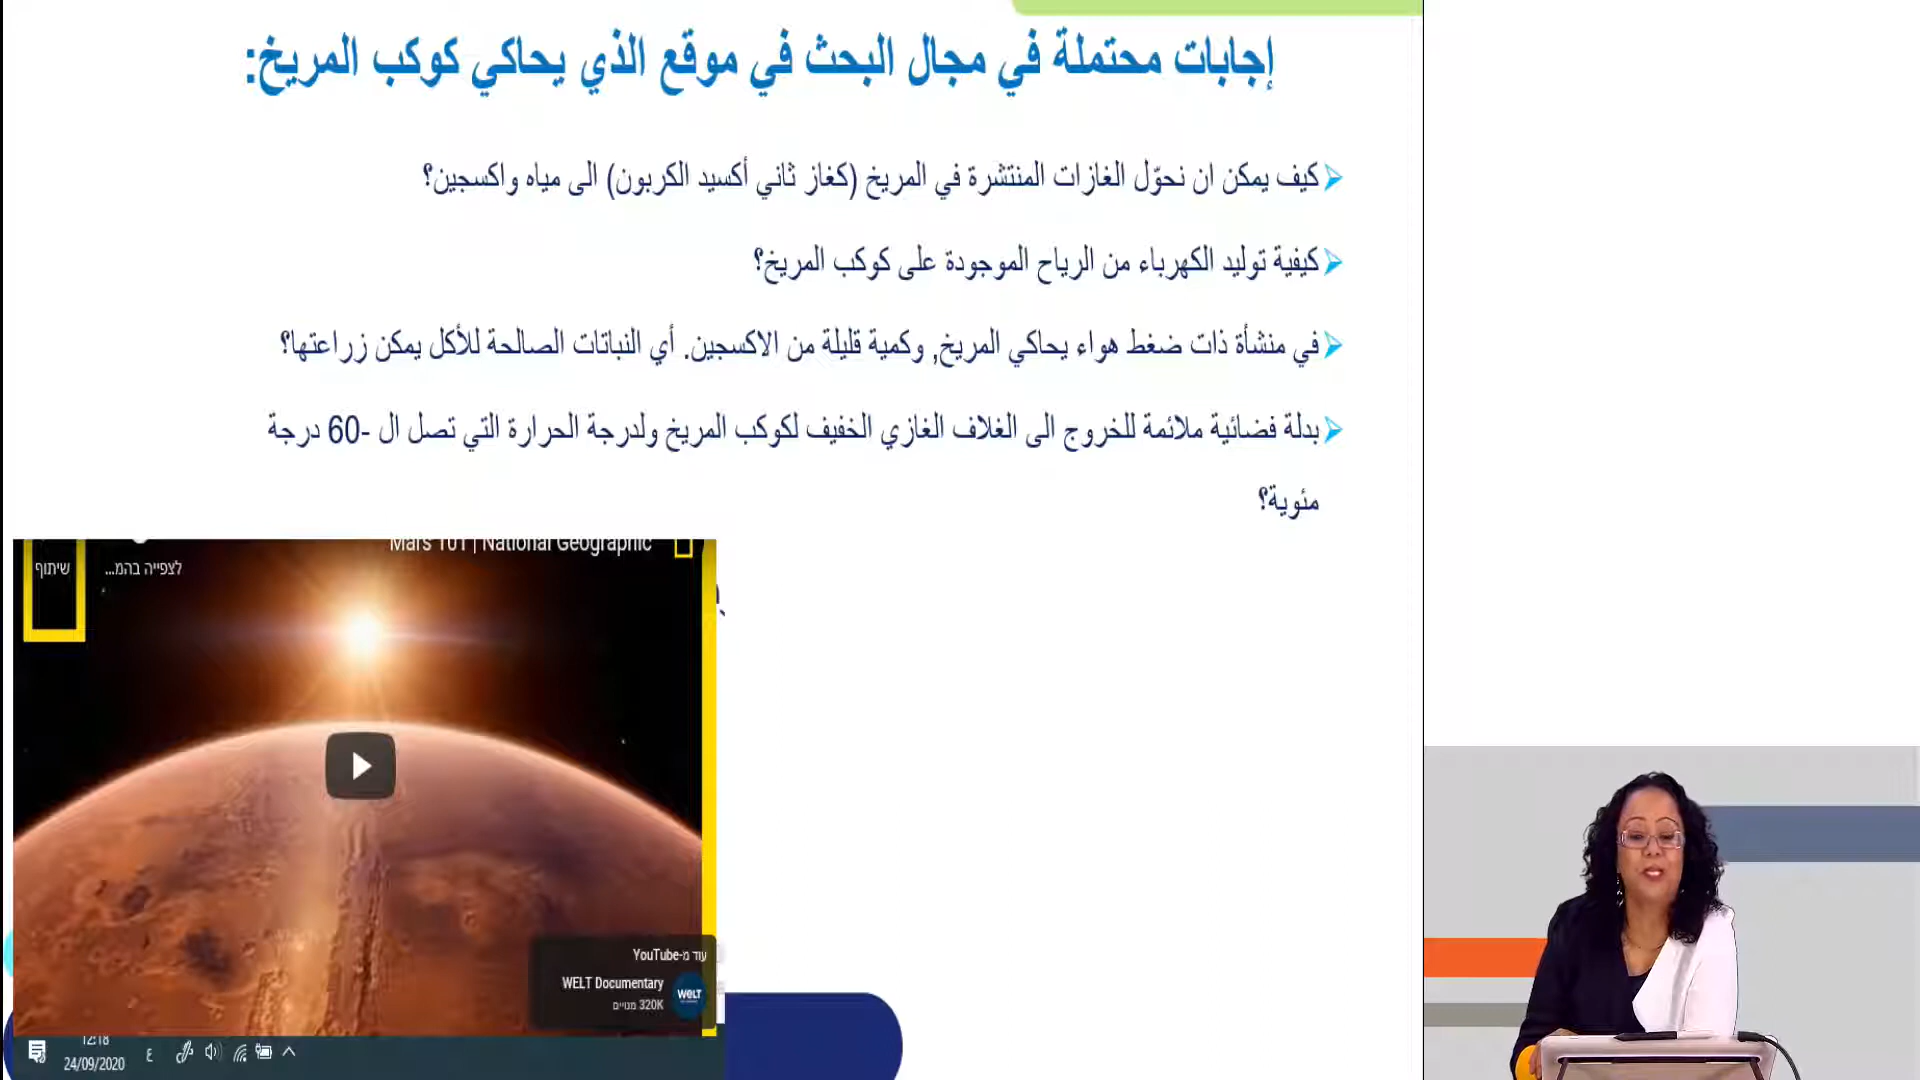 إجابات محتملة في مجال البحث في موقع الذي يحاكي كوكب المريخ:
كيف يمكن ان نحوّل الغازات المنتشرة في المريخ (كغاز ثاني أكسيد الكربون) الى مياه واكسجين؟
كيفية توليد الكهرباء من الرياح الموجودة على كوكب المريخ؟
في منشأة ذات ضغط هواء يحاكي المريخ, وكمية قليلة من الاكسجين. أي النباتات الصالحة للأكل يمكن زراعتها؟
بدلة فضائية ملائمة للخروج الى الغلاف الغازي الخفيف لكوكب المريخ ولدرجة الحرارة التي تصل ال -60 درجة
مئوية؟
Mars 101 | National Geographic
לצפייה בהמ...
שיתוף
עוד מ-YouTube
WELT Documentary
320K מנויים
WELT
12:18
24/09/2020
ع